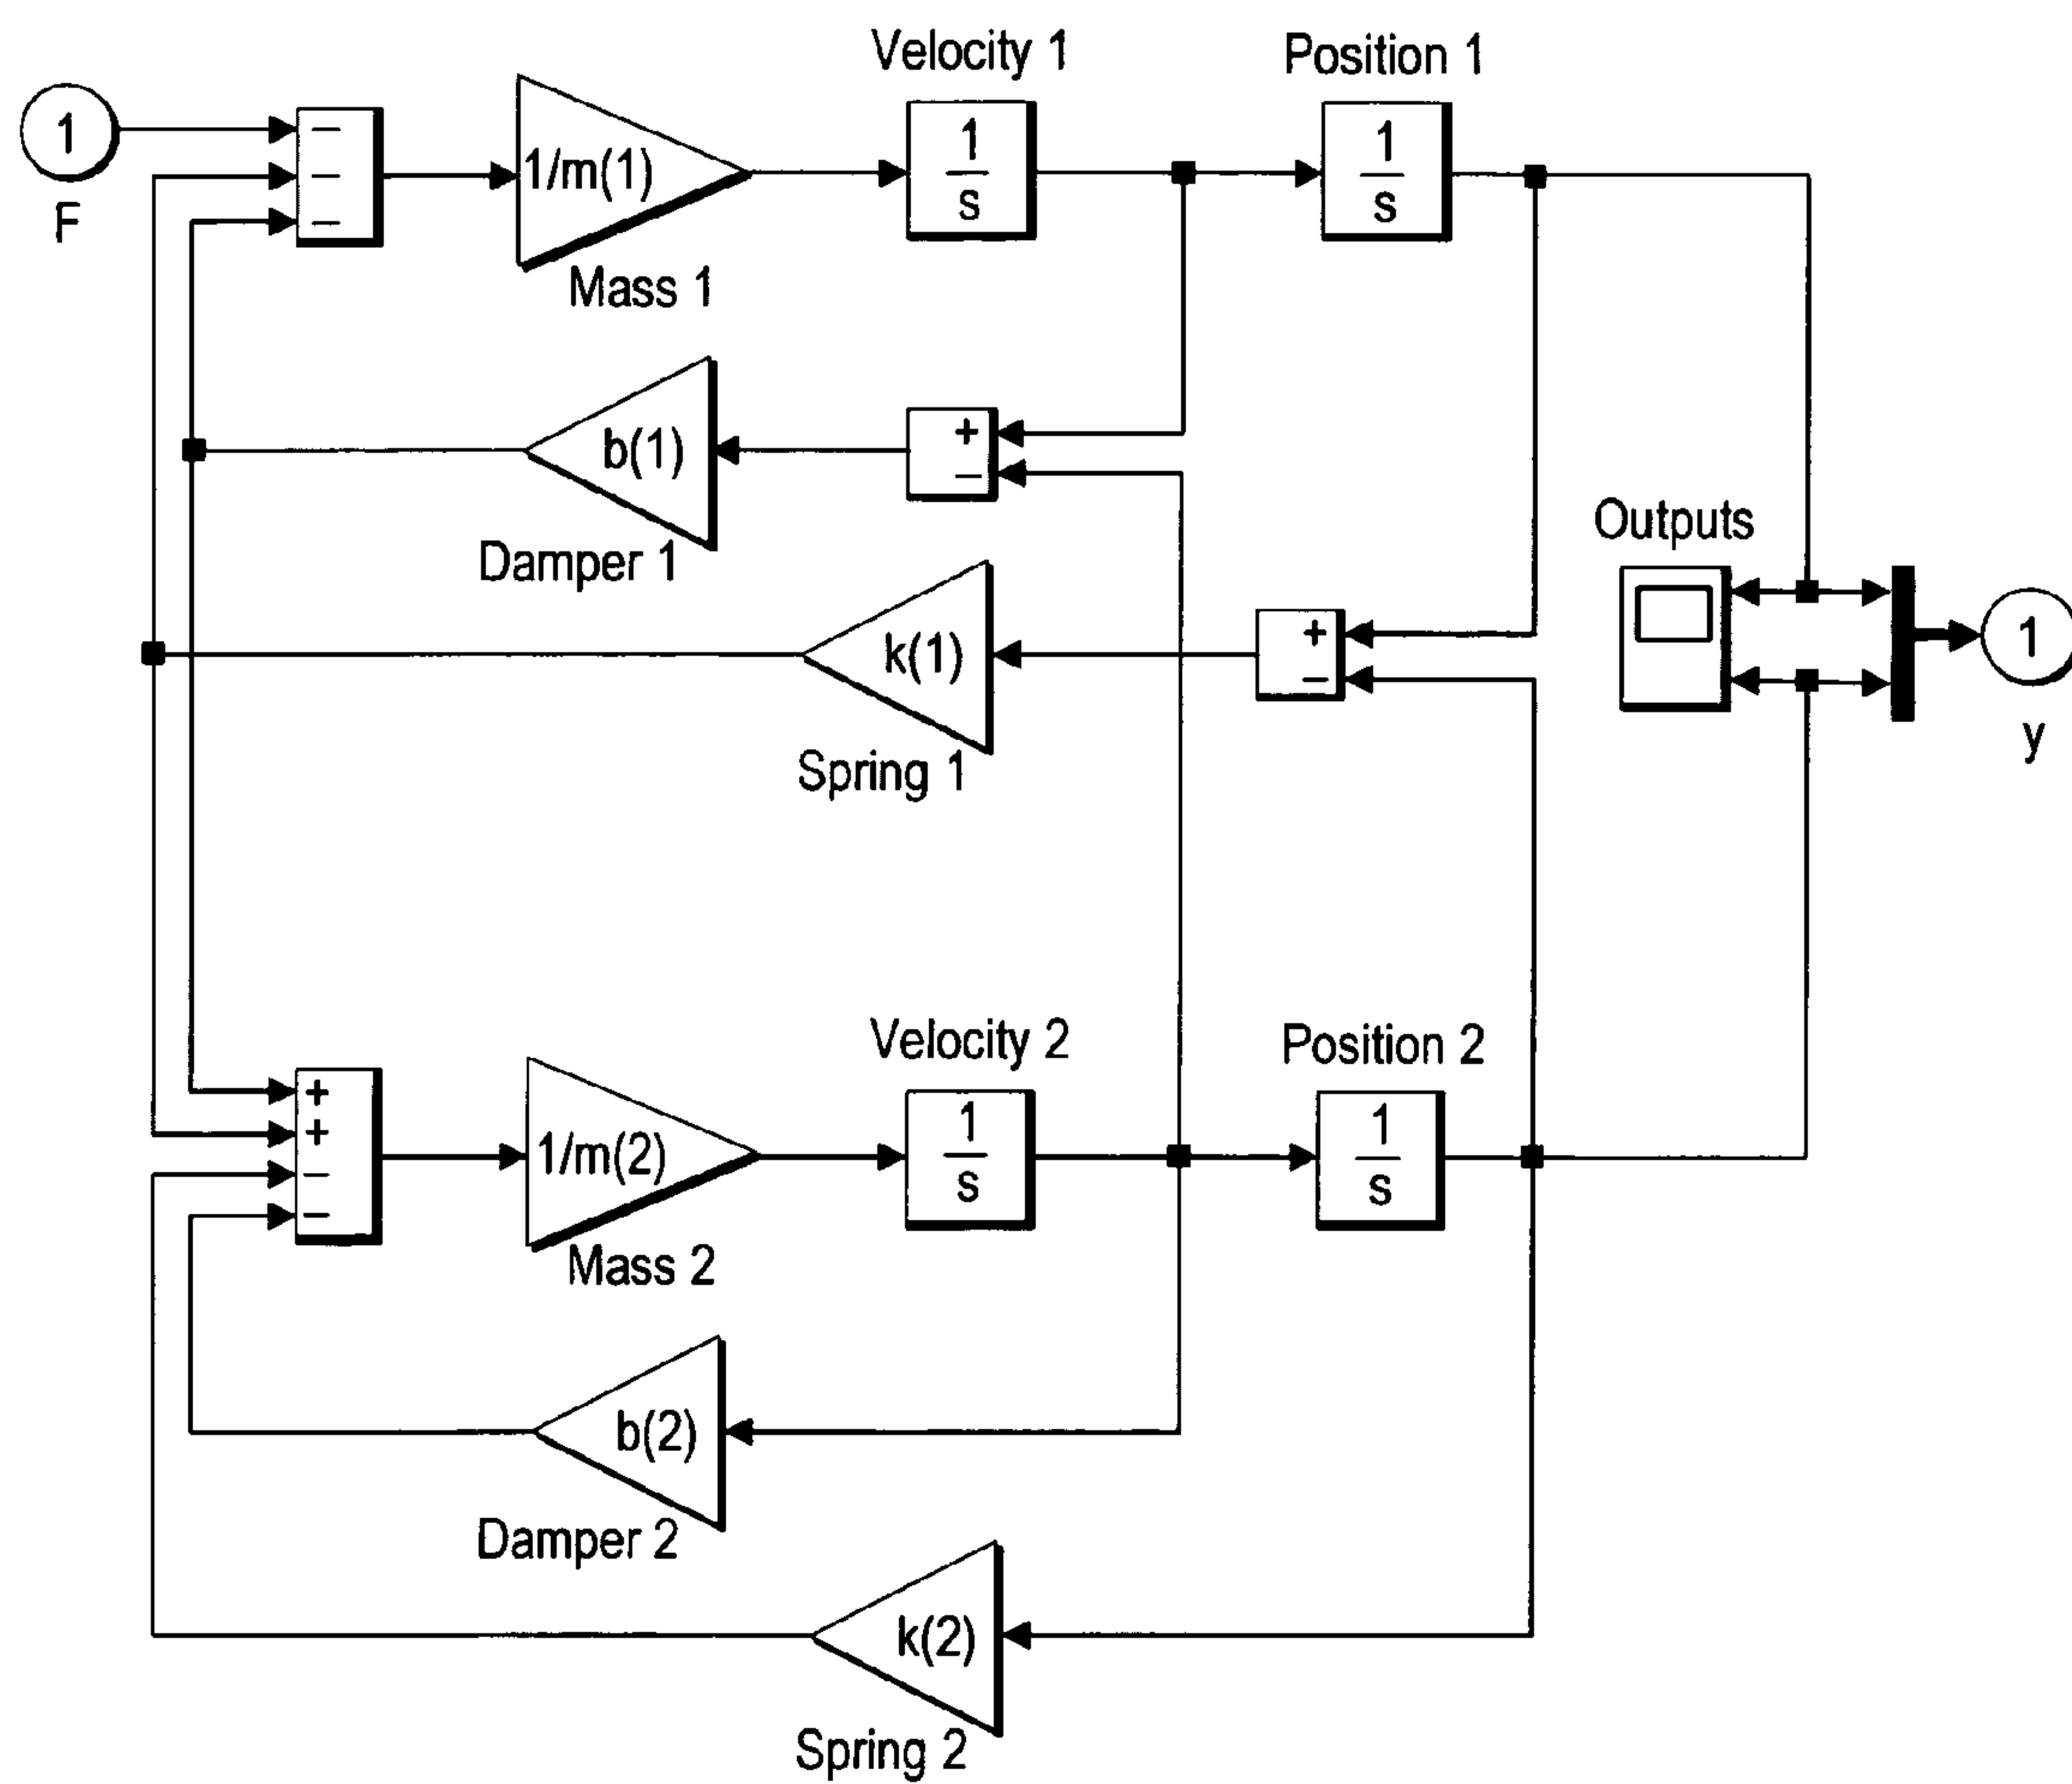 Velocity 1
Position 1
1
F
−
−
−
1/m(1)
Mass 1
1
s
1
s
b(1)
Damper 1
+
−
k(1)
Spring 1
+
−
Outputs
1
y
Velocity 2
Position 2
+
+
−
−
1/m(2)
Mass 2
1
s
1
s
b(2)
Damper 2
k(2)
Spring 2